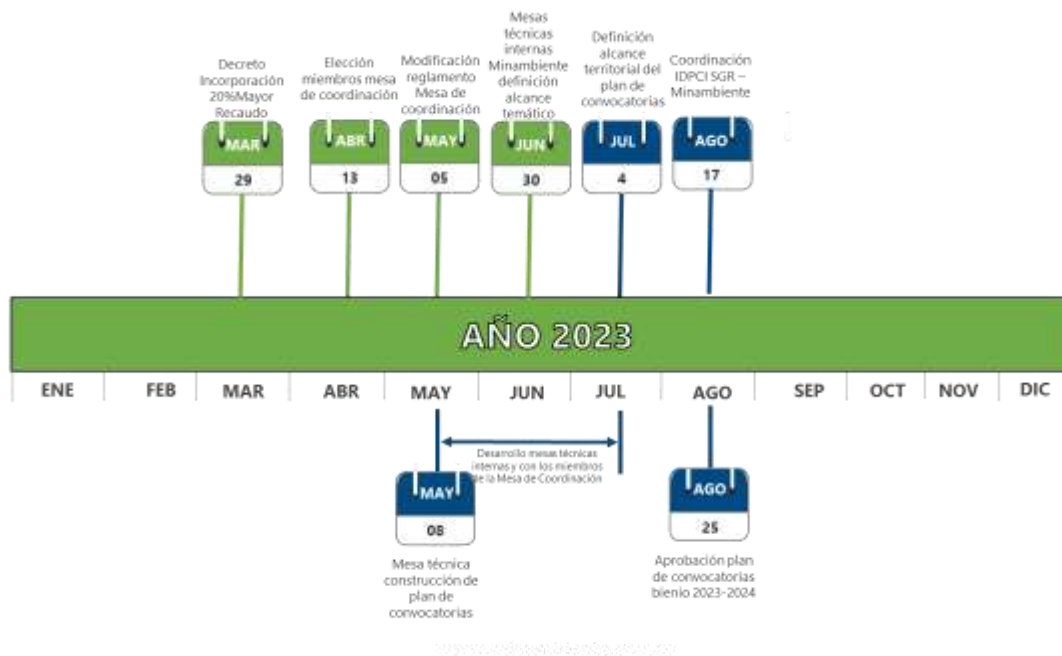 Decreto
Incorporación
20%Mayor
Recaudo
MAR
29
Elección
miembros mesa
de coordinación
ABR
13
Modificación
reglamento
Mesa de
coordinación
MAY
05
Mesas
técnicas
internas
Minambiente
definición
alcance
temático
JUN
30
Definición
alcance
territorial del
plan de
convocatorias
JUL
4
Coordinación
IDPCI SGR –
Minambiente
AGO
17
AÑO 2023
ENE
FEB
MAR
ABR
MAY
JUN
JUL
AGO
SEP
OCT
NOV
DIC
Desarrollo mesas técnicas
internas y con los miembros
de la Mesa de Coordinación
MAY
08
Mesa técnica
construcción de
plan de
convocatorias
AGO
25
Aprobación plan
de convocatorias
bienio 2023-2024